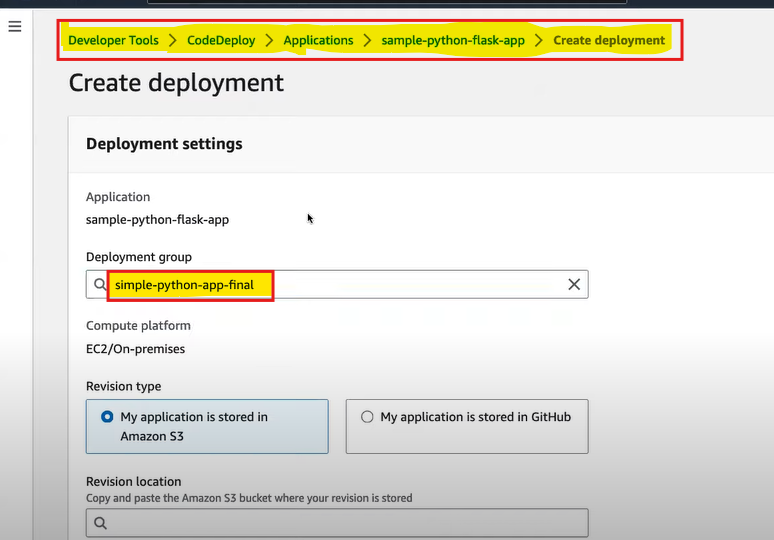 Developer Tools > CodeDeploy > Applications > sample-python-flask-app > Create deployment
Create deployment
Deployment settings
Application
sample-python-flask-app
Deployment group
simple-python-app-final
Compute platform
EC2/On-premises
Revision type
My application is stored in
Amazon S3
My application is stored in GitHub
Revision location
Copy and paste the Amazon S3 bucket where your revision is stored